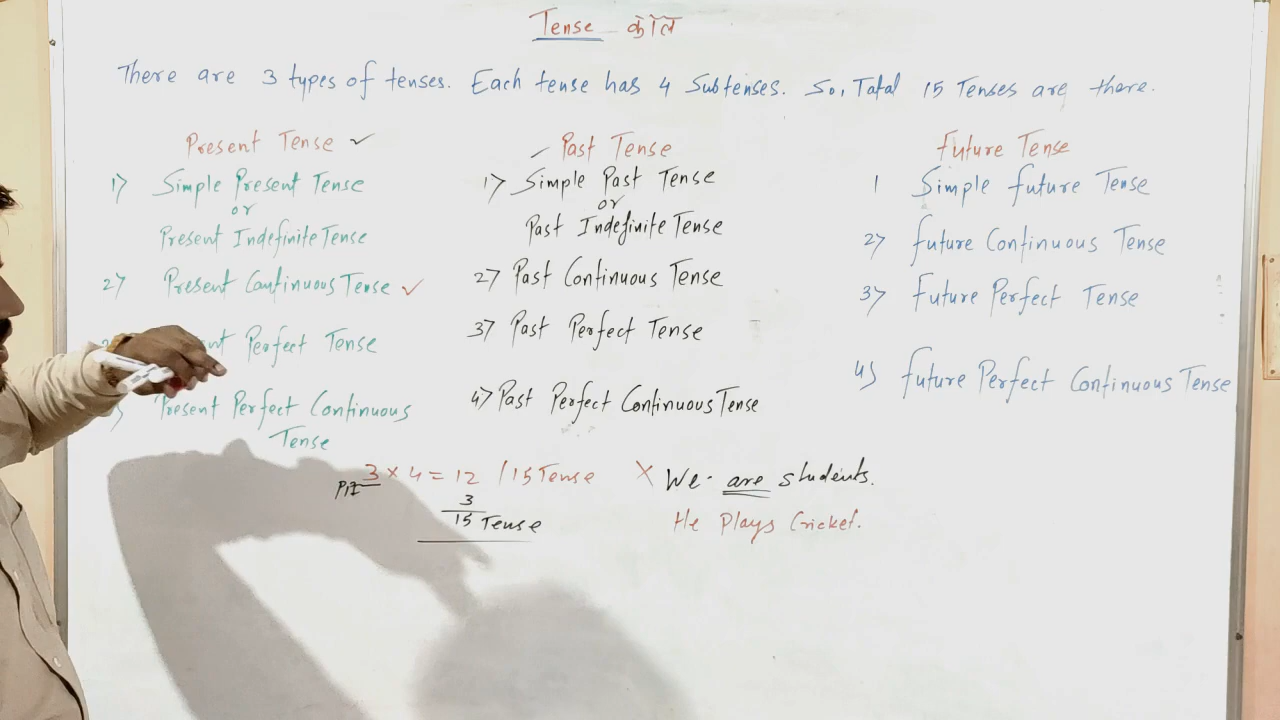 Tense काल
There are 3 types of tenses. Each tense has 4 Subtenses. So, Total 15 Tenses are there.
Present Tense ✓
1) Simple Present Tense
or
Present Indefinite Tense
2) Present Continuous Tense ✓
Perfect Tense
Present Perfect Continuous
Tense
Past Tense
1) Simple Past Tense
or
Past Indefinite Tense
2) Past Continuous Tense
3) Past Perfect Tense
4) Past Perfect Continuous Tense
Future Tense
1 Simple future Tense
2) future Continuous Tense
3) Future Perfect Tense
4) future Perfect Continuous Tense
3 × 4 = 12 / 15 Tense
3
15 Tense
X We are students.
He Plays Cricket.